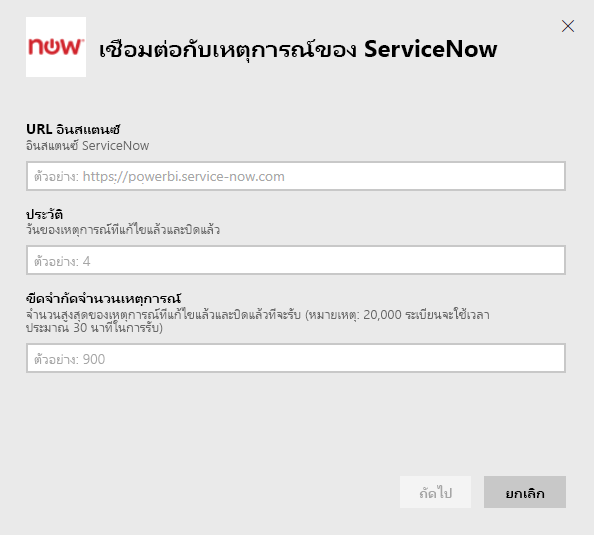 now
เชื่อมต่อกับเหตุการณ์ของ ServiceNow
URL อินสแตนซ์
อินสแตนซ์ ServiceNow
ตัวอย่าง: https://powerbi.service-now.com
ประวัติ
วันของเหตุการณ์ที่แก้ไขแล้วและปิดแล้ว
ตัวอย่าง: 4
ขีดจำกัดจำนวนเหตุการณ์
จำนวนสูงสุดของเหตุการณ์ที่แก้ไขแล้วและปิดแล้วที่จะรับ (หมายเหตุ: 20,000 ระเบียนจะใช้เวลา
ประมาณ 30 นาทีในการรับ)
ตัวอย่าง: 900
ถัดไป
ยกเลิก